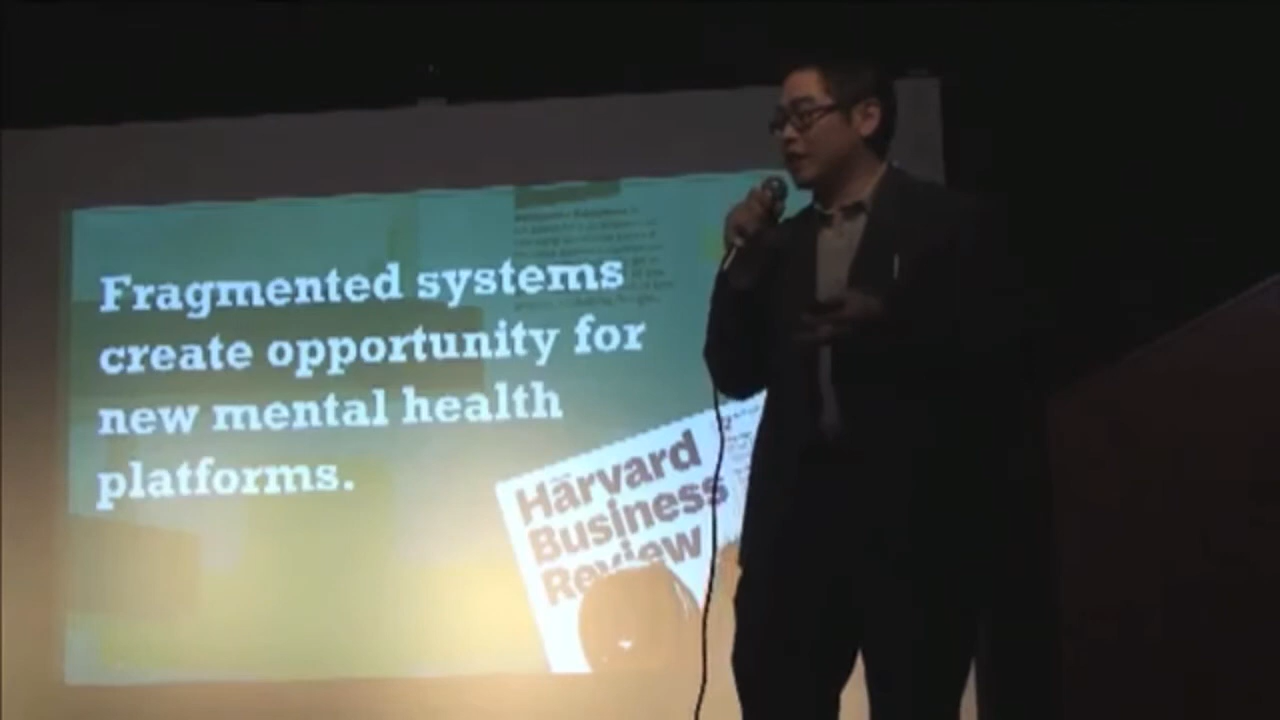 Fragmented systems
create opportunity for
new mental health
platforms.
Harvard
Business
Review